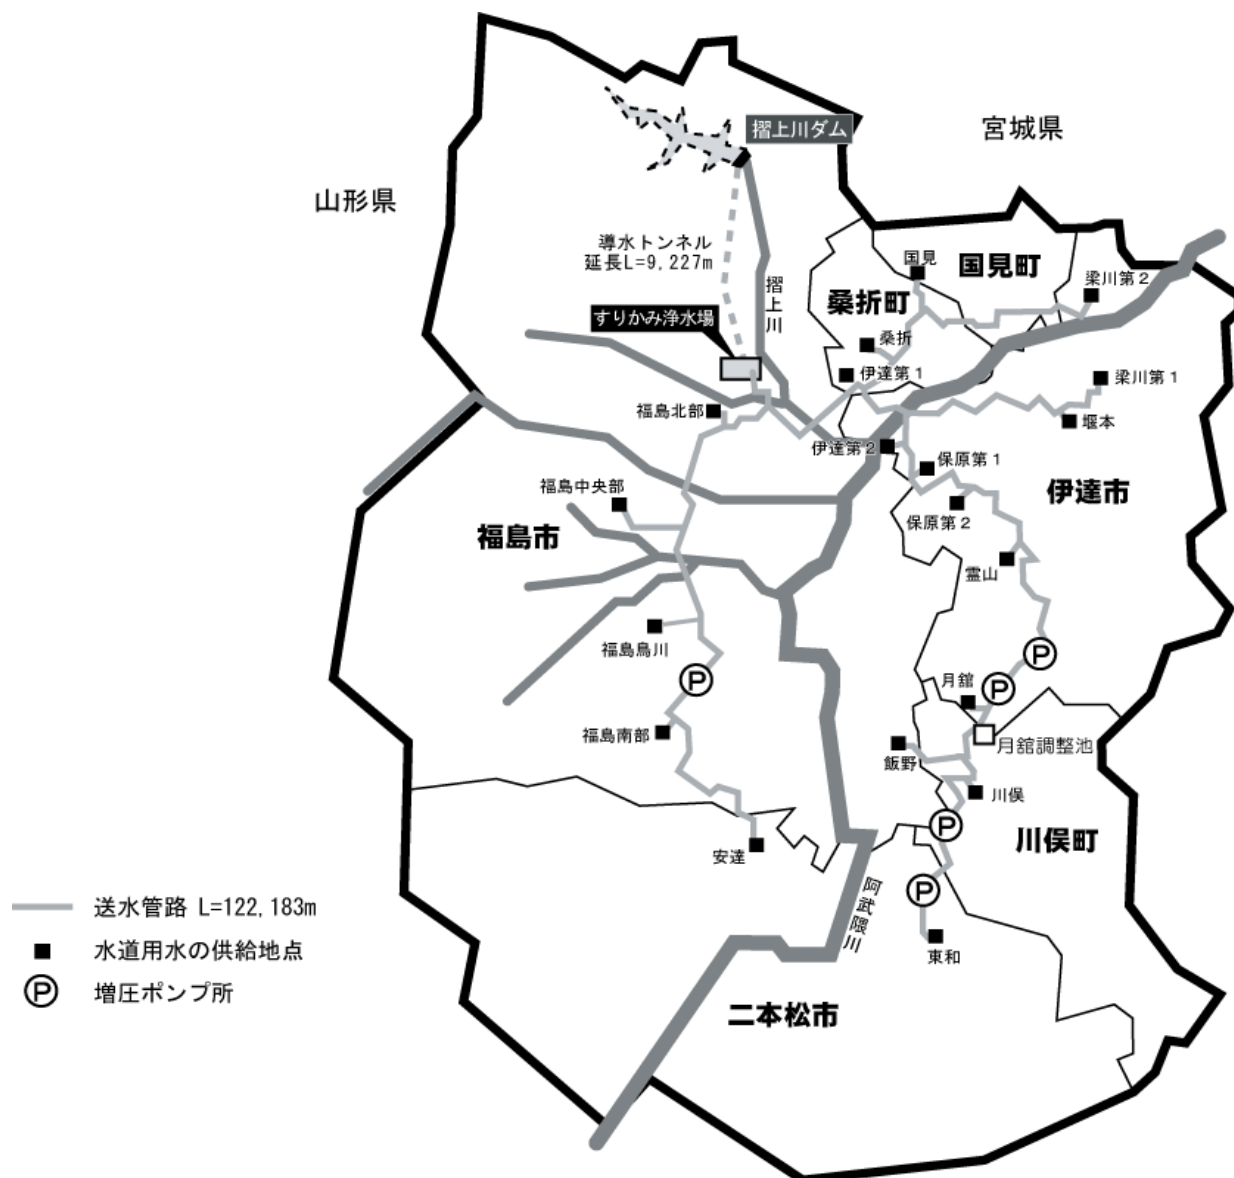 宮城県
摺上川ダム
山形県
導水トンネル
延長L=9,227m
摺上川
国見
国見町
梁川第2
桑折町
すりかみ浄水場
桑折
伊達第1
梁川第1
福島北部
堰本
伊達第2
保原第1
福島中央部
伊達市
保原第2
福島市
霊山
福島鳥川
月舘
福島南部
飯野
月舘調整池
川俣
川俣町
安達
阿武隈川
送水管路 L=122,183m
東和
水道用水の供給地点
P 増圧ポンプ所
二本松市
P
P
P
P
P